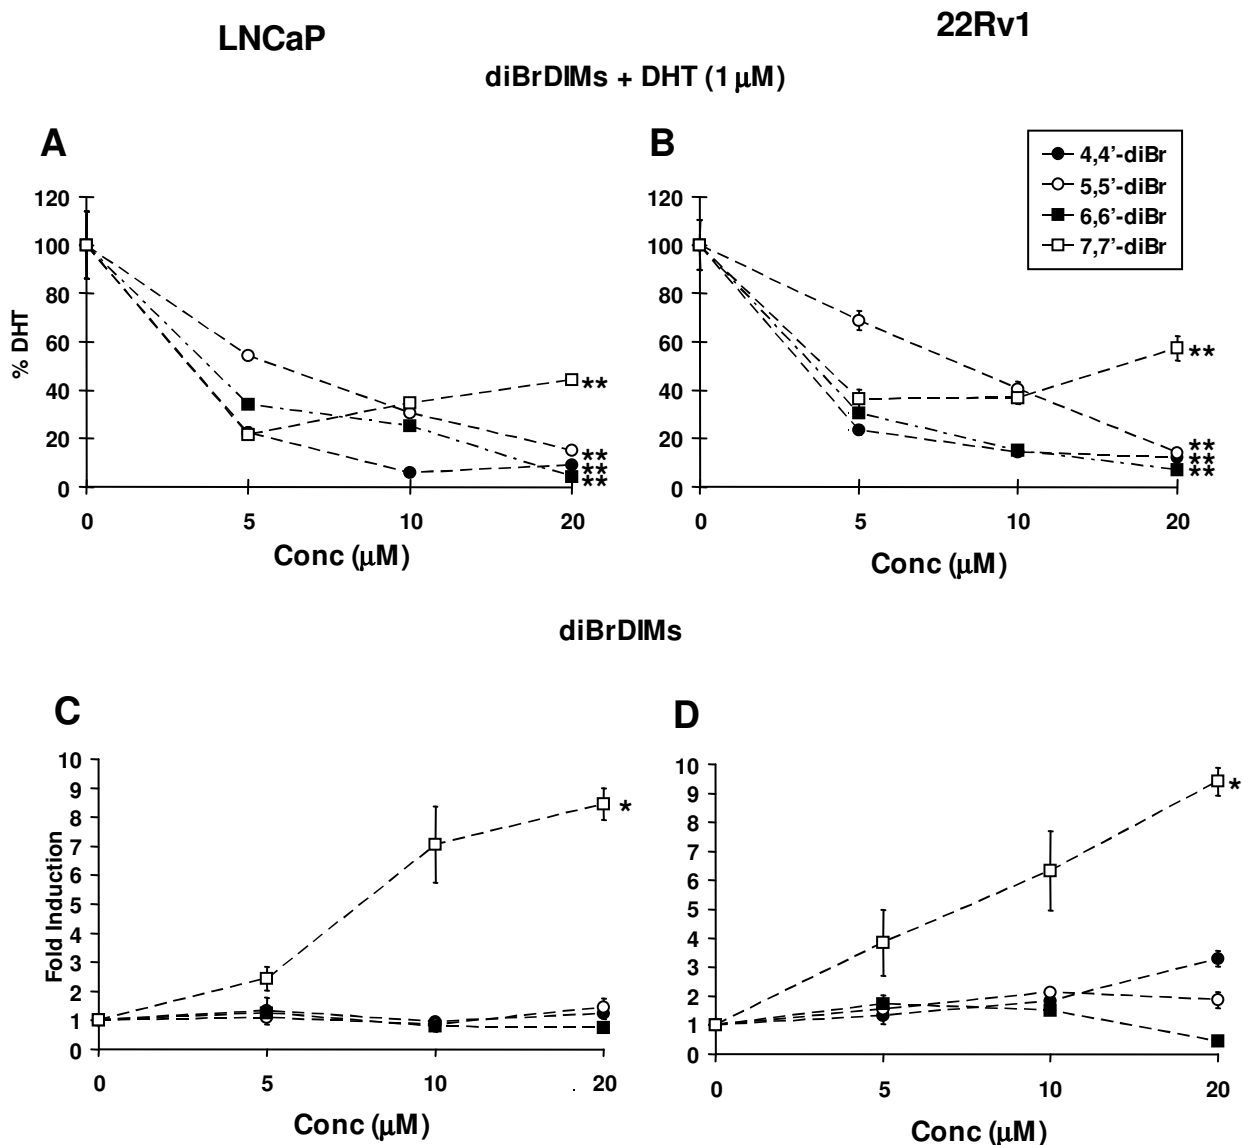 LNCaP
22Rv1
diBrDIMs + DHT (1 µM)
A
B
4,4'-diBr
5,5'-diBr
6,6'-diBr
7,7'-diBr
% DHT
120
100
80
60
40
20
0
0 5 10 20
Conc (µM)
**
**
**
**
120
100
80
60
40
20
0
0 5 10 20
Conc (µM)
**
**
**
**
diBrDIMs
C
D
Fold Induction
10
9
8
7
6
5
4
3
2
1
0
0 5 10 20
Conc (µM)
*
10
9
8
7
6
5
4
3
2
1
0
0 5 10 20
Conc (µM)
*